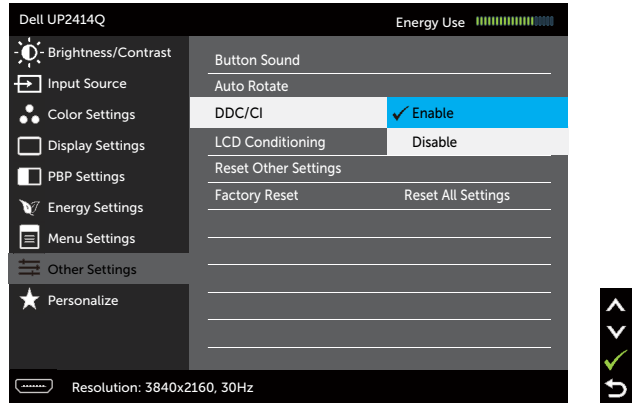 Dell UP2414Q
Energy Use
Brightness/Contrast
Input Source
Color Settings
Display Settings
PBP Settings
Energy Settings
Menu Settings
Other Settings
Personalize
Button Sound
Auto Rotate
DDC/CI
Enable
LCD Conditioning
Disable
Reset Other Settings
Factory Reset
Reset All Settings
Resolution: 3840x2160, 30Hz